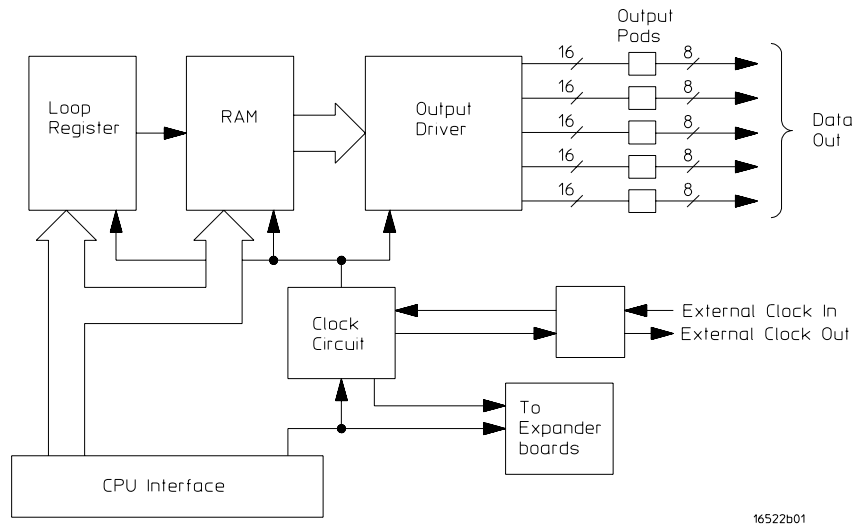 Output
Pods
16
8
16
8
16
8
16
8
16
8
Loop
Register
RAM
Output
Driver
Data
Out
Clock
Circuit
External Clock In
External Clock Out
To
Expander
boards
CPU Interface
16522b01